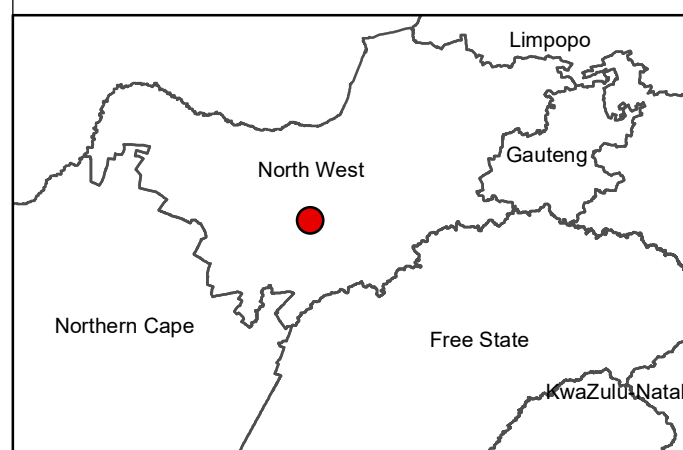 Limpopo
Gauteng
North West
Northern Cape
Free State
KwaZulu-Natal